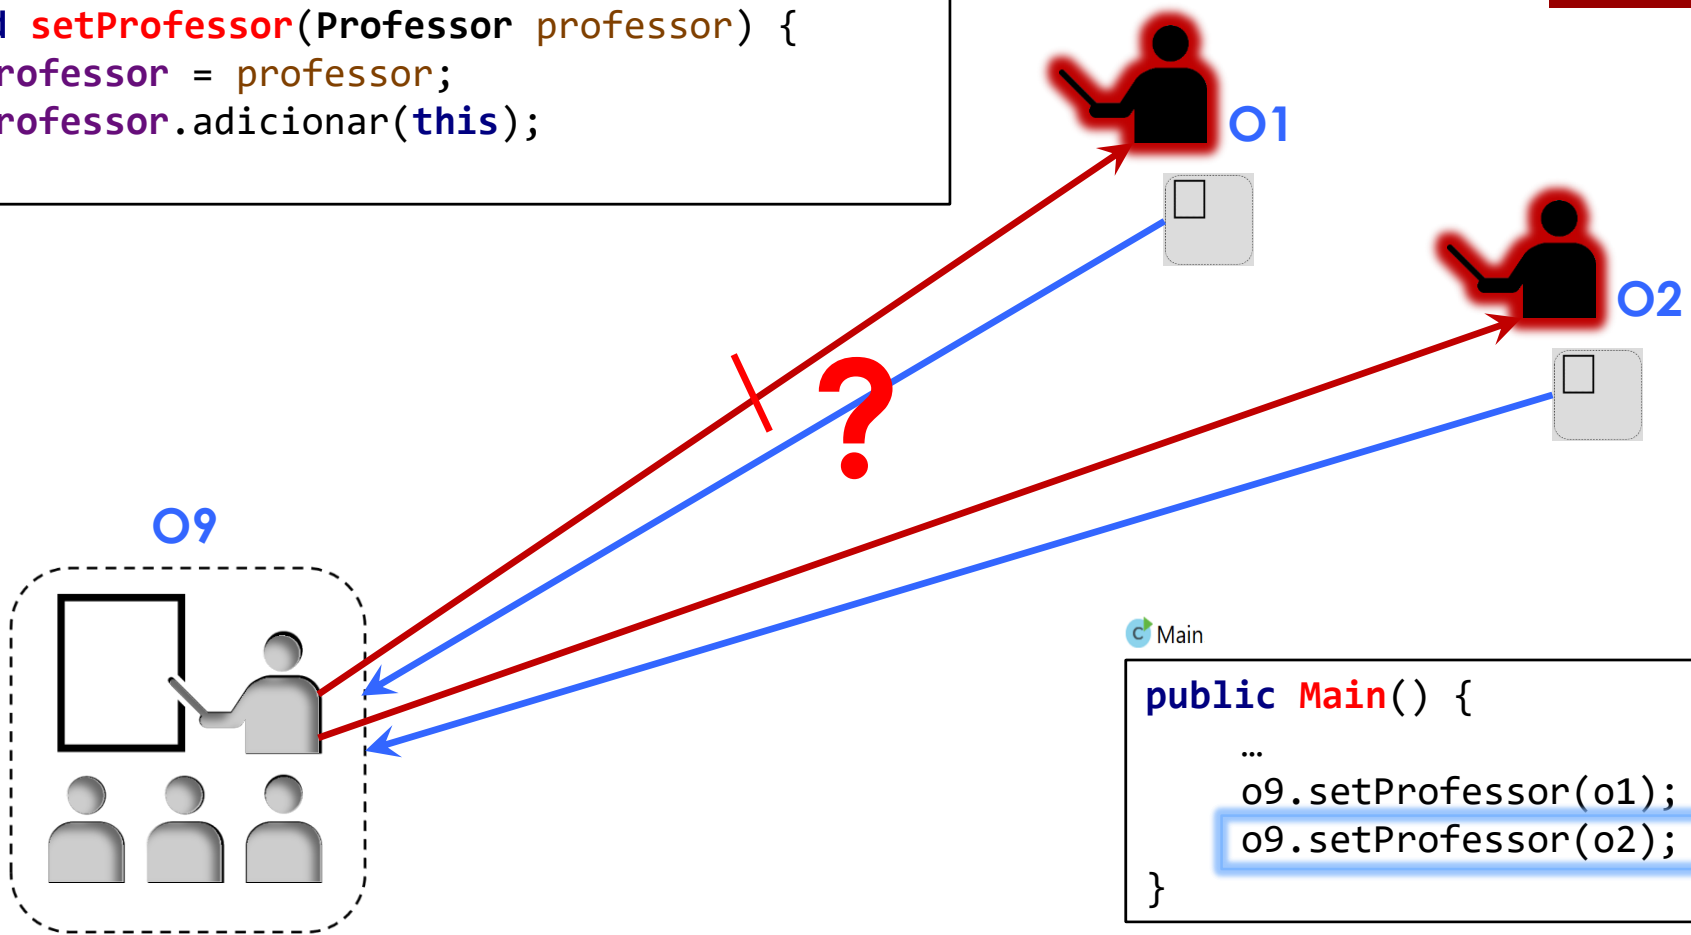 setProfessor(Professor professor) {
rofessor = professor;
rofessor.adicionar(this);
O1
O2
?
O9
C Main
public Main() {
…
o9.setProfessor(o1);
o9.setProfessor(o2);
}